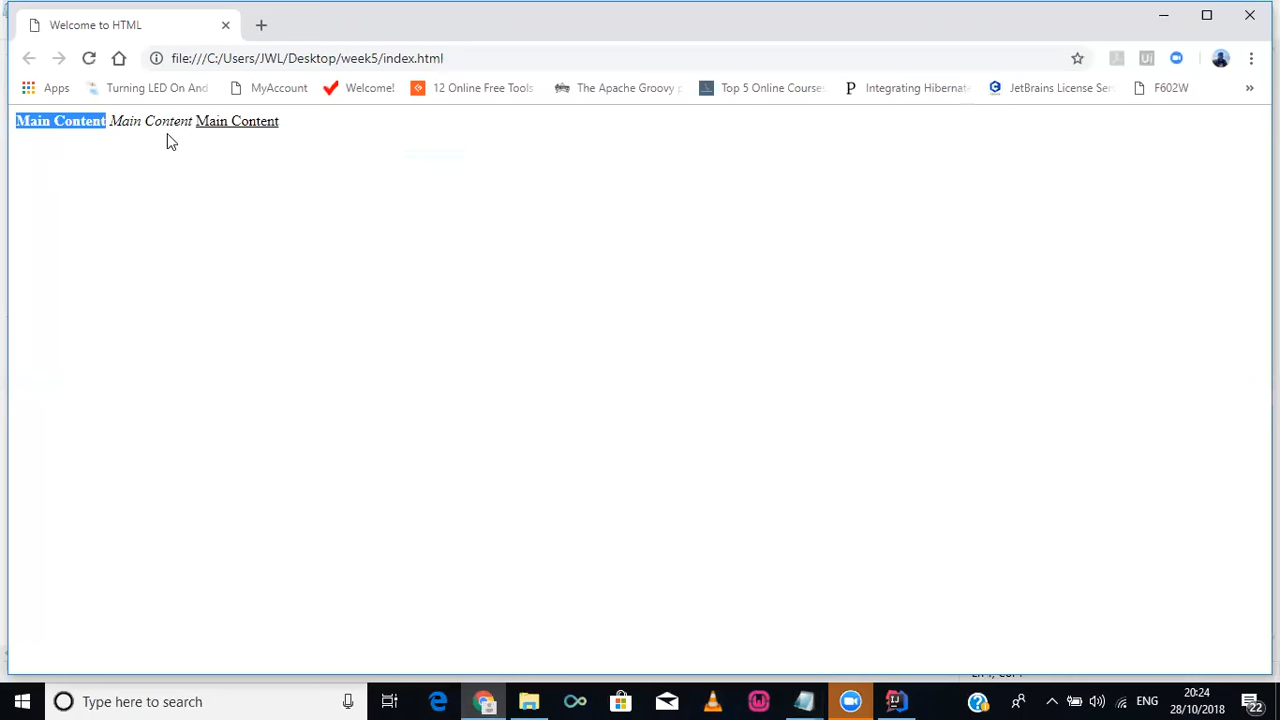 Welcome to HTML
file:///C:/Users/JWL/Desktop/week5/index.html
Apps Turning LED On And MyAccount Welcome! 12 Online Free Tools The Apache Groovy Top 5 Online Courses P Integrating Hibernat JetBrains License Ser F602W »
Main Content Main Content Main Content
Type here to search ENG 20:24
28/10/2018 22